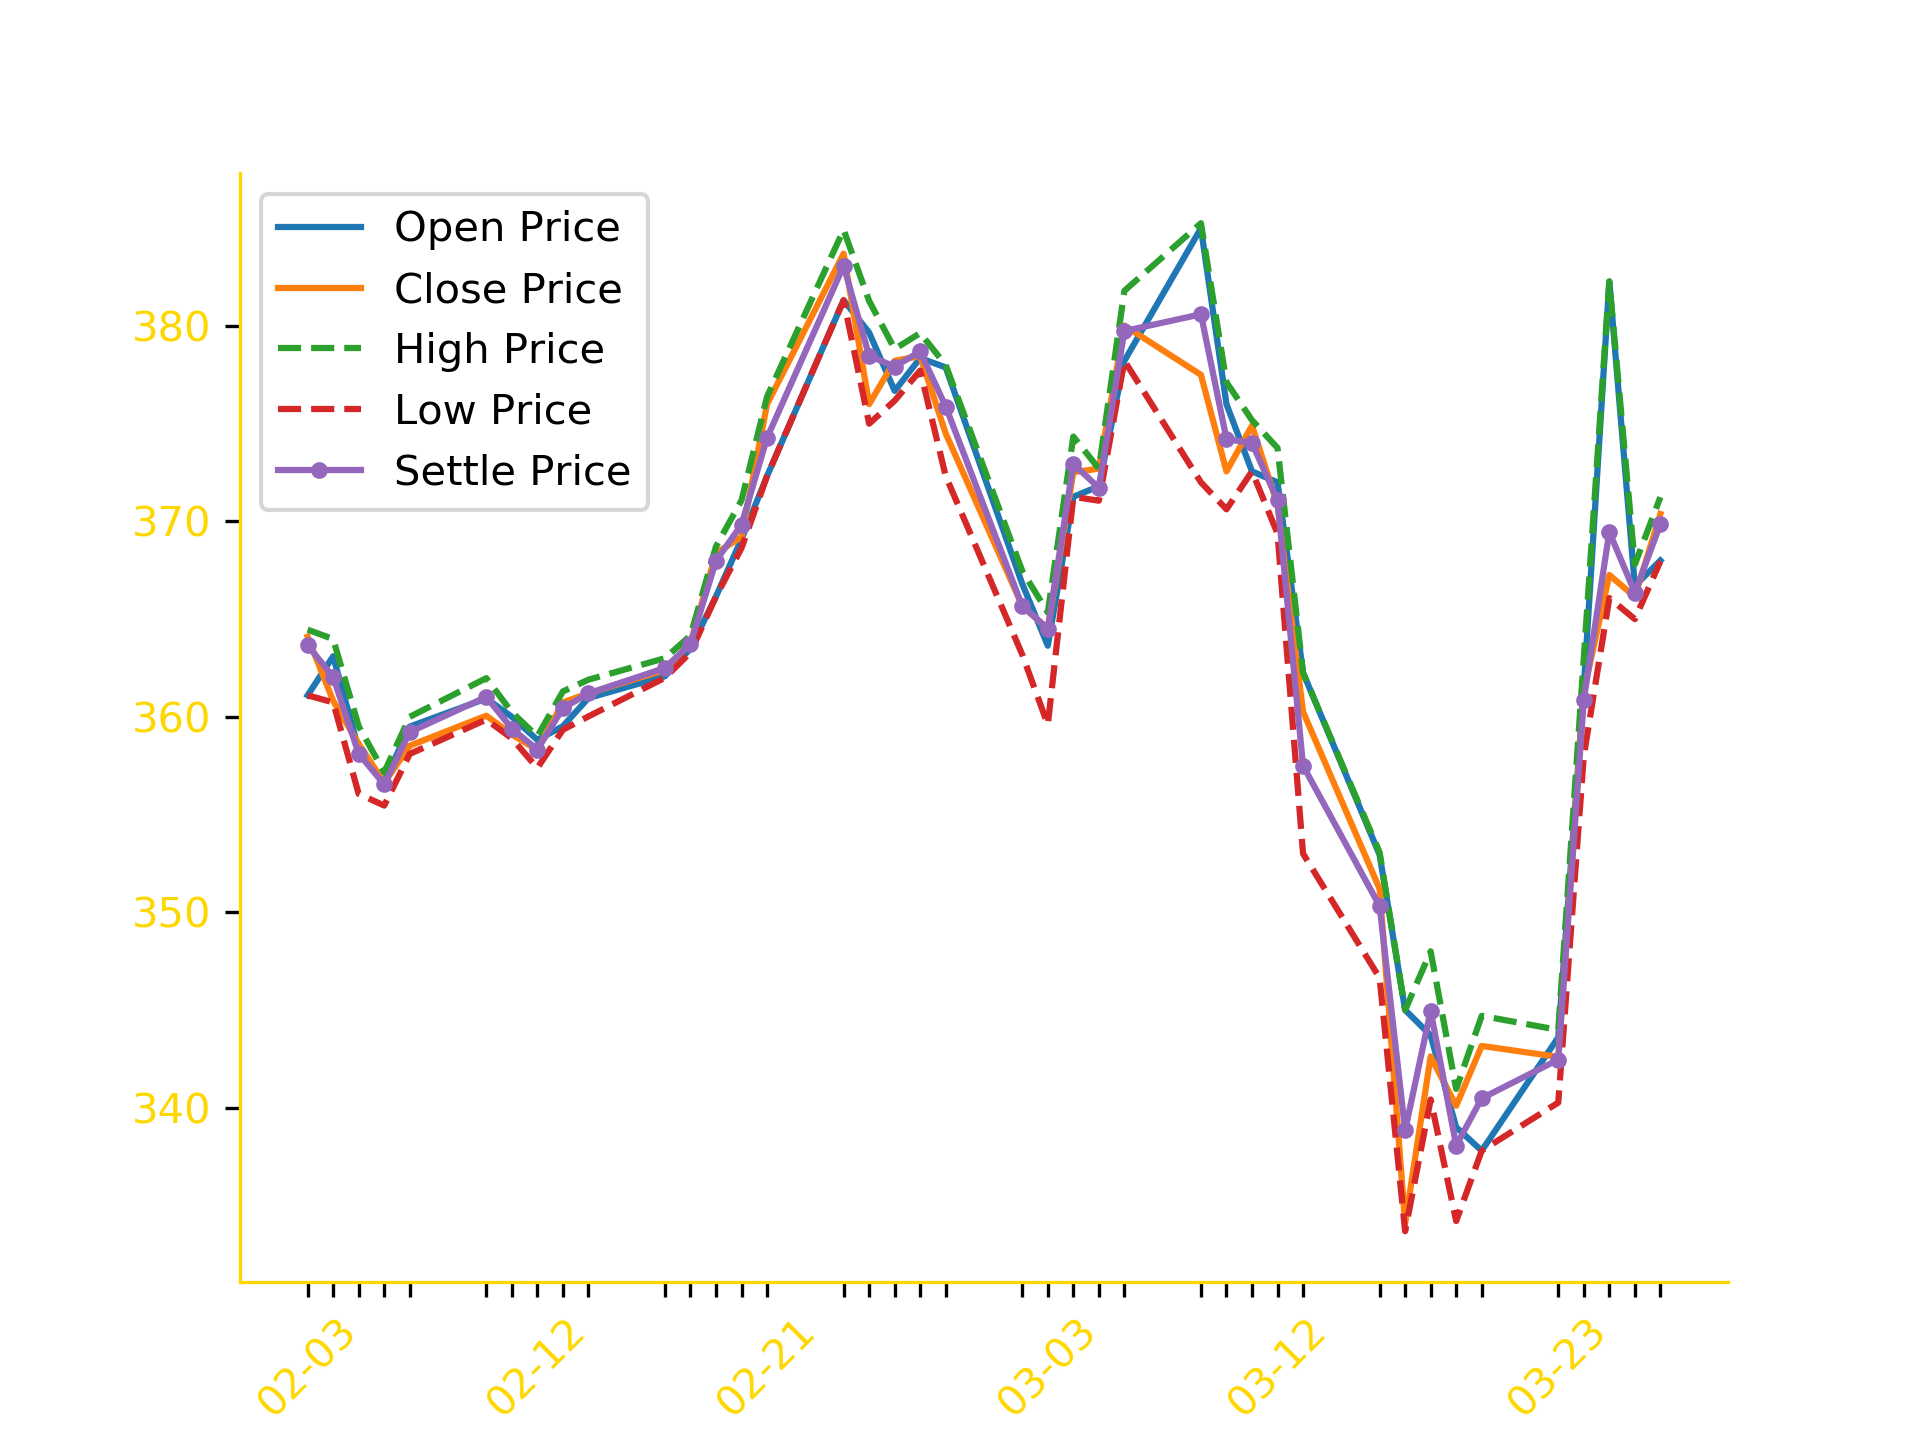 Open Price
Close Price
High Price
Low Price
Settle Price
380
370
360
350
340
02-03
02-12
02-21
03-03
03-12
03-23